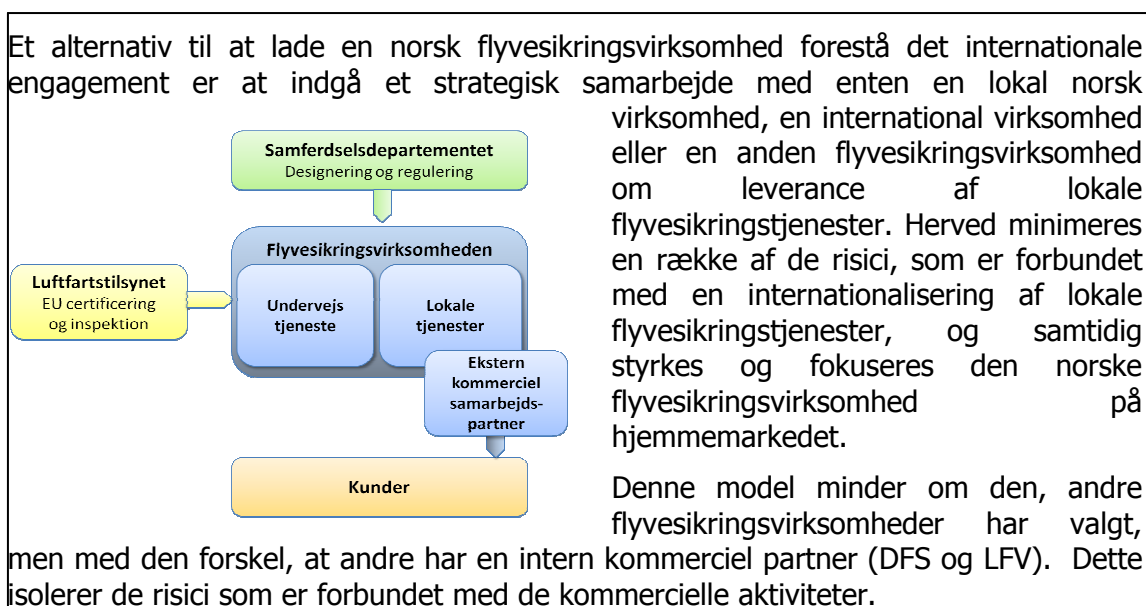 Et alternativ til at lade en norsk flyvesikringsvirksomhed forestå det internationale
engagement er at indgå et strategisk samarbejde med enten en lokal norsk
virksomhed, en international virksomhed
eller en anden flyvesikringsvirksomhed
om leverance af lokale
flyvesikringstjenester. Herved minimeres
en række af de risici, som er forbundet
med en internationalisering af lokale
flyvesikringstjenester, og samtidig
styrkes og fokuseres den norske
flyvesikringsvirksomhed på
hjemmemarkedet.
Samferdselsdepartementet
Designering og regulering
Flyvesikringsvirksomheden
Luftfartstilsynet
EU certificering
og inspektion
Undervejs
tjeneste
Lokale
tjenester
Ekstern
kommerciel
samarbejds-
partner
Kunder
Denne model minder om den, andre
flyvesikringsvirksomheder har valgt,
men med den forskel, at andre har en intern kommerciel partner (DFS og LFV). Dette
isolerer de risici som er forbundet med de kommercielle aktiviteter.